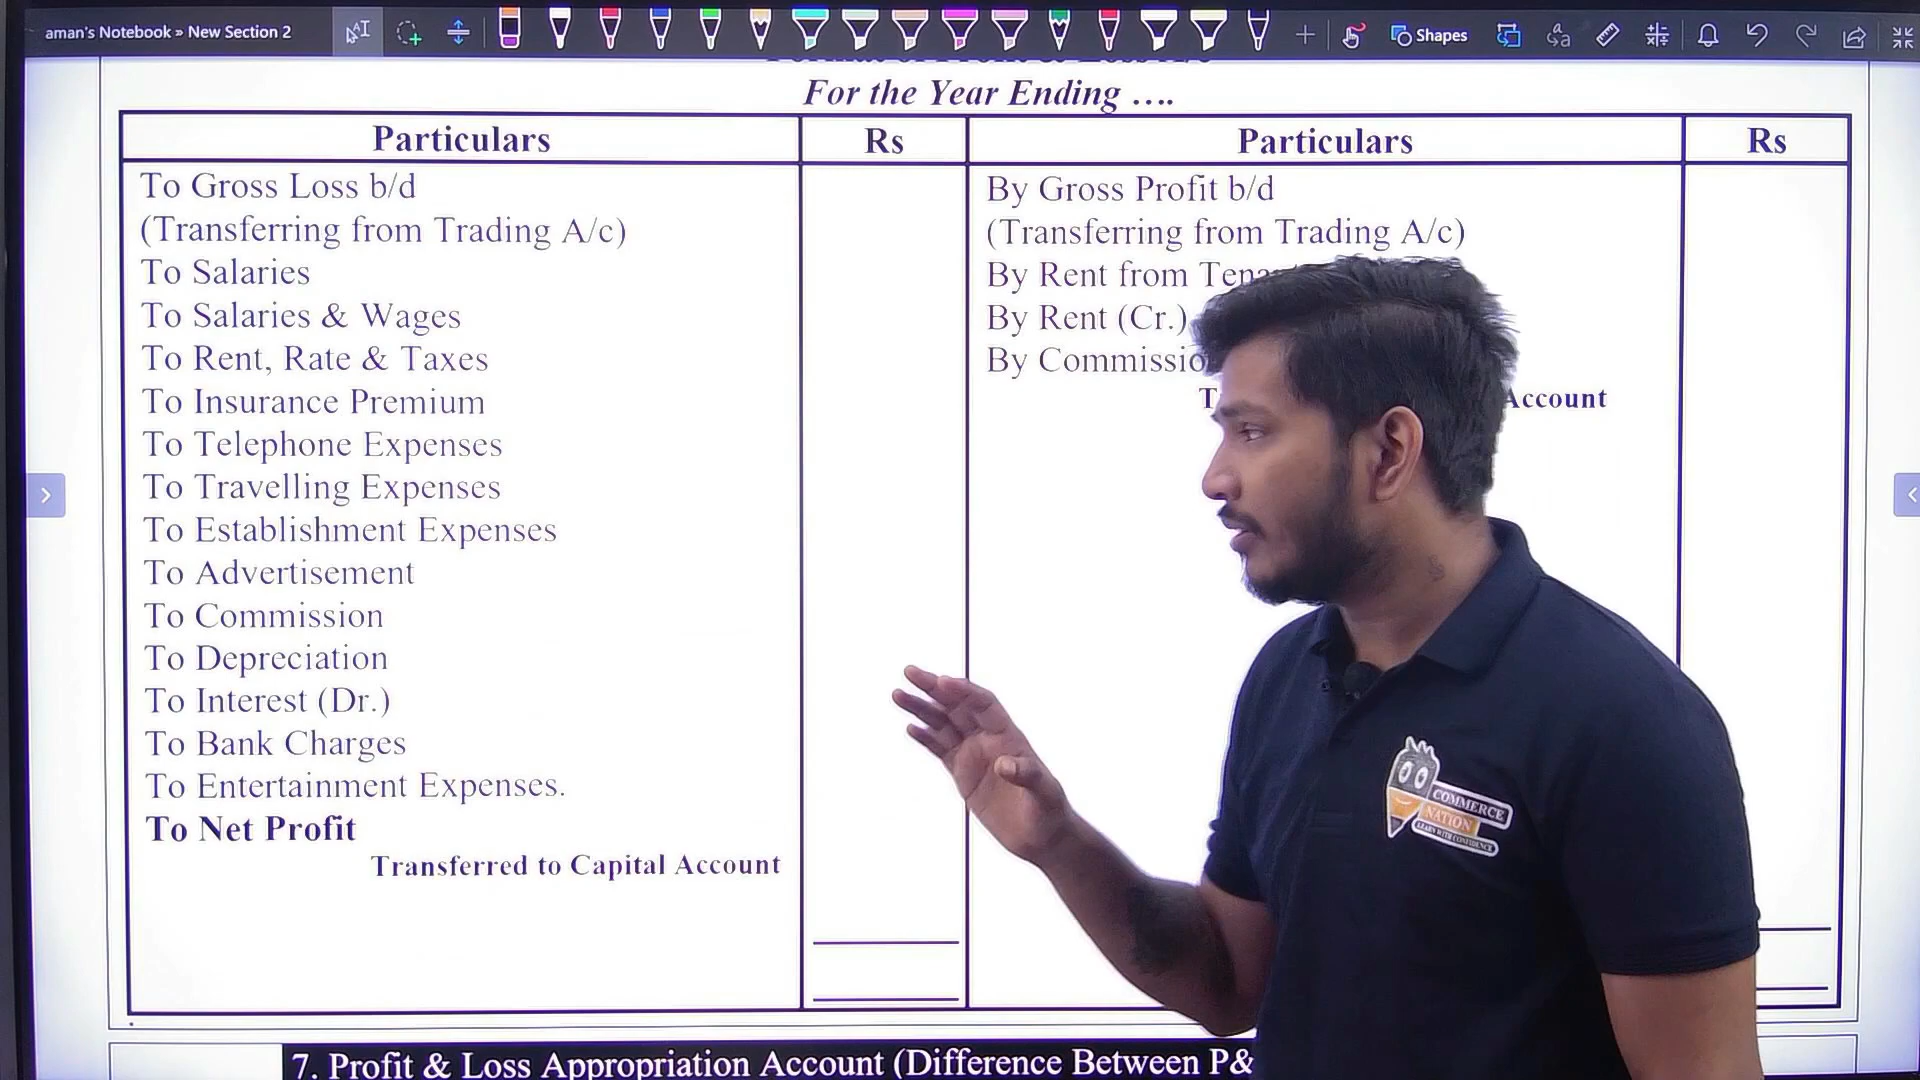 aman's Notebook » New Section 2
Shapes
For the Year Ending ….
Particulars
Rs
Particulars
Rs
To Gross Loss b/d
(Transferring from Trading A/c)
To Salaries
To Salaries & Wages
To Rent, Rate & Taxes
To Insurance Premium
To Telephone Expenses
To Travelling Expenses
To Establishment Expenses
To Advertisement
To Commission
To Depreciation
To Interest (Dr.)
To Bank Charges
To Entertainment Expenses.
To Net Profit
Transferred to Capital Account
By Gross Profit b/d
(Transferring from Trading A/c)
By Rent from
By Rent (Cr.)
By
Account
COMMERCE
NATION
LEARN WITH CONFIDENCE
7. Profit & Loss Appropriation Account (Difference Between P&